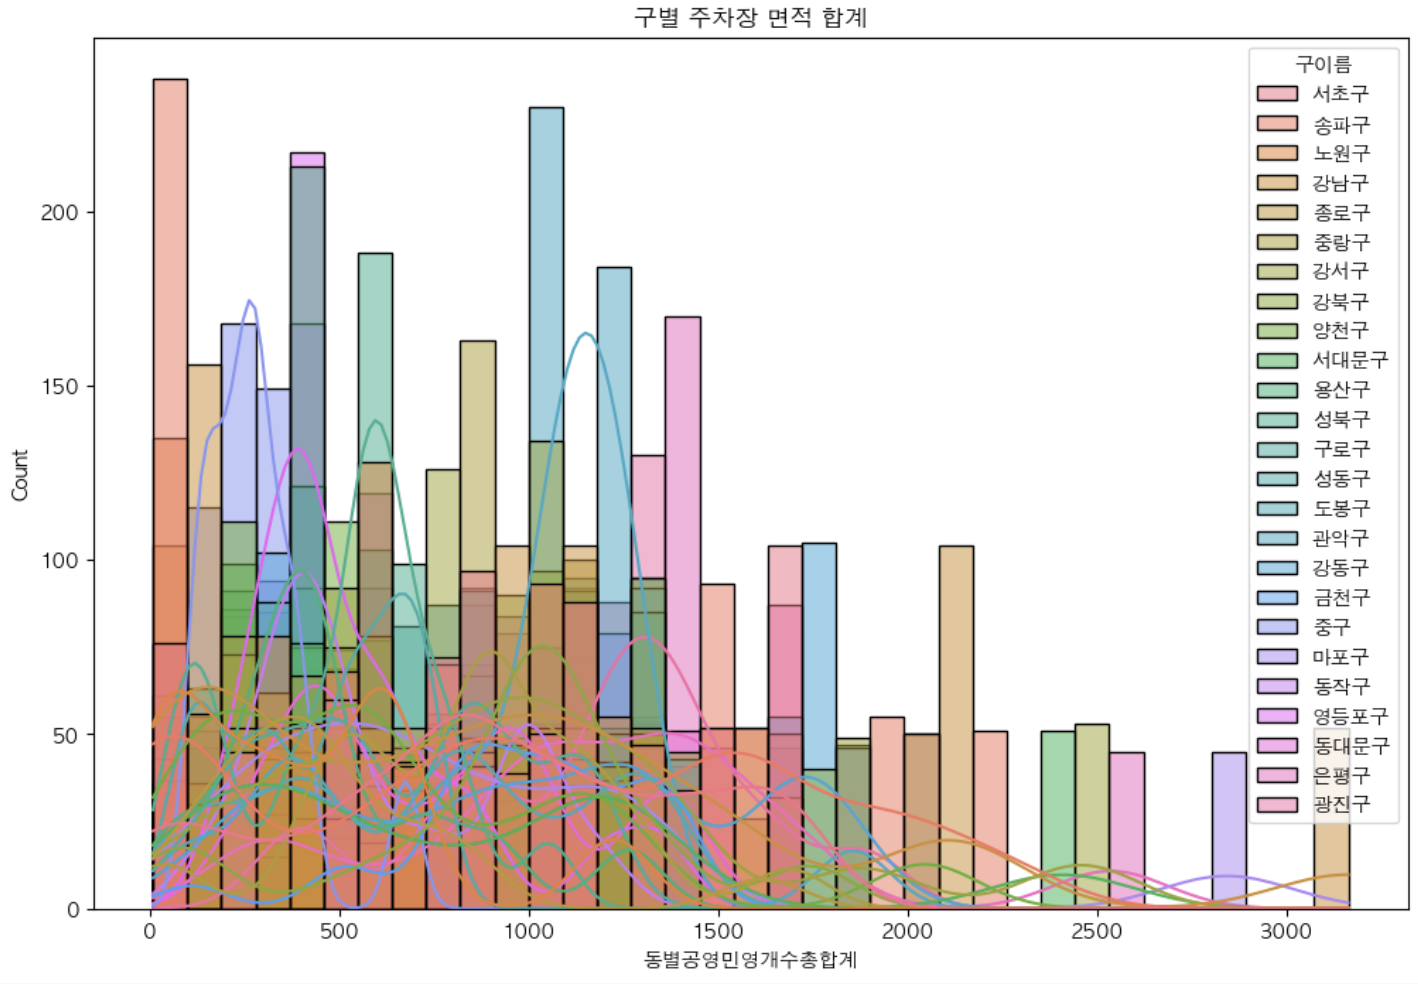 구별 주차장 면적 합계
구이름
서초구
송파구
노원구
강남구
종로구
중랑구
강서구
강북구
양천구
서대문구
용산구
성북구
구로구
성동구
도봉구
관악구
강동구
금천구
중구
마포구
동작구
영등포구
동대문구
은평구
광진구
Count
200
150
100
50
0
0 500 1000 1500 2000 2500 3000
동별공영민영개수총합계